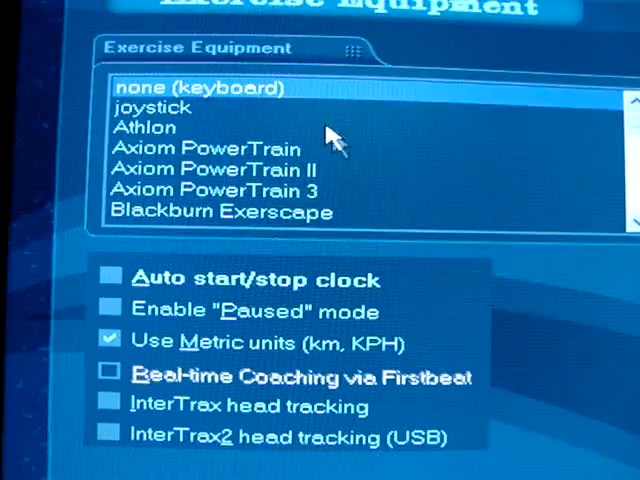 Exercise Equipment
Exercise Equipment
none (keyboard)
joystick
Athlon
Axiom PowerTrain
Axiom PowerTrain II
Axiom PowerTrain 3
Blackburn Exerscape
Auto start/stop clock
Enable "Paused" mode
Use Metric units (km, KPH)
Real-time Coaching via Firstbeat
InterTrax head tracking
InterTrax2 head tracking (USB)